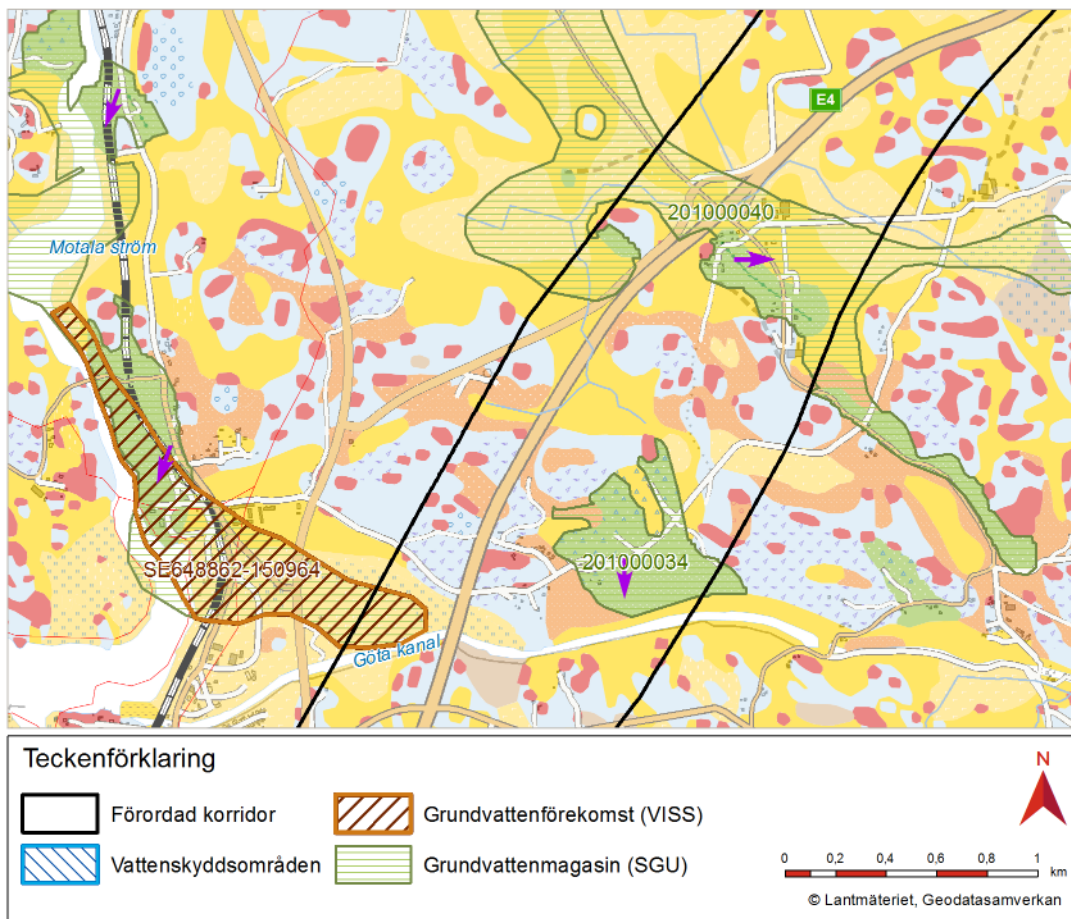 E4
201000040
Motala ström
SE648862-150964
201000034
Göta kanal
Teckenförklaring
Förordad korridor
Grundvattenförekomst (VISS)
Vattenskyddsområden
Grundvattenmagasin (SGU)
N
0 0,2 0,4 0,6 0,8 1
km
© Lantmäteriet, Geodatasamverkan